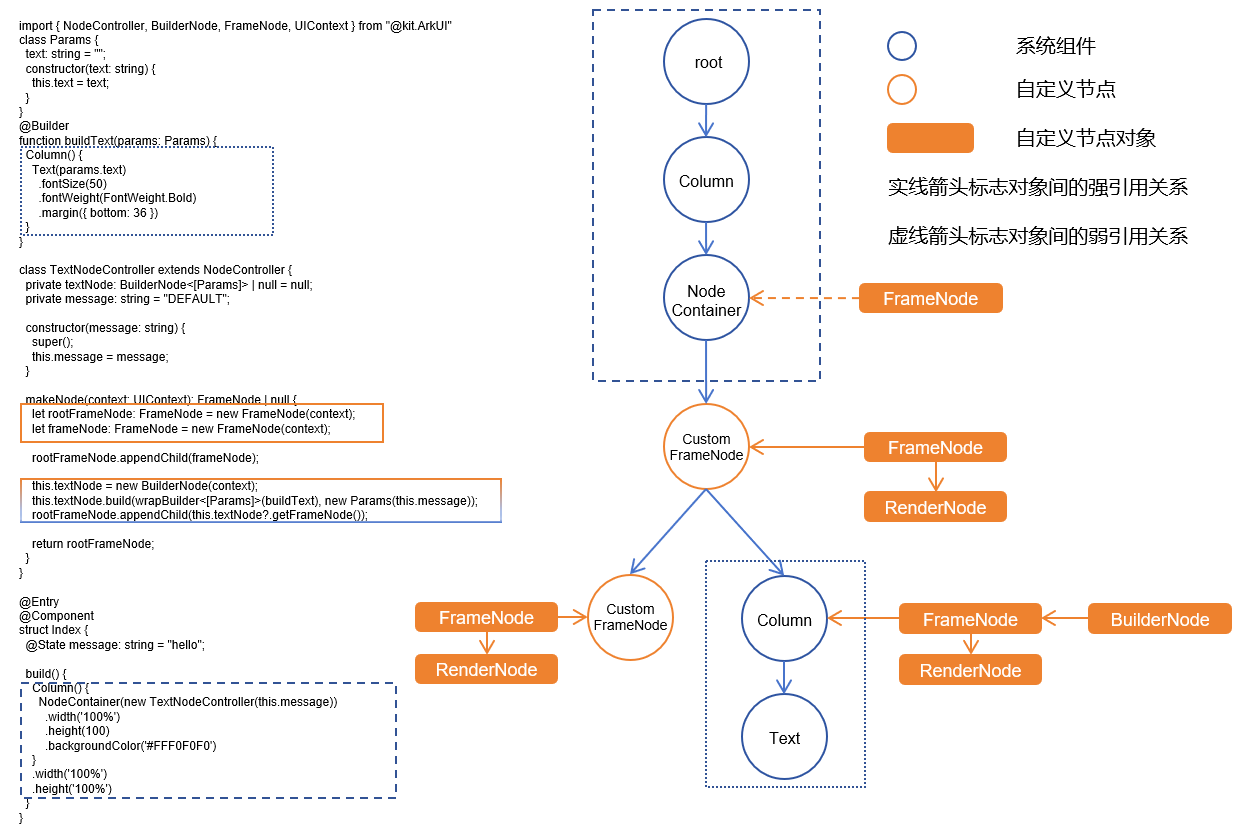 import { NodeController, BuilderNode, FrameNode, UIContext } from "@kit.ArkUI"
class Params {
  text: string = "";
  constructor(text: string) {
    this.text = text;
  }
}
@Builder
function buildText(params: Params) {
  Column() {
    Text(params.text)
      .fontSize(50)
      .fontWeight(FontWeight.Bold)
      .margin({ bottom: 36 })
  }
}
class TextNodeController extends NodeController {
  private textNode: BuilderNode<[Params]> | null = null;
  private message: string = "DEFAULT";
  constructor(message: string) {
    super();
    this.message = message;
  }
  makeNode(context: UIContext): FrameNode | null {
    let rootFrameNode: FrameNode = new FrameNode(context);
    let frameNode: FrameNode = new FrameNode(context);
    rootFrameNode.appendChild(frameNode);
    this.textNode = new BuilderNode(context);
    this.textNode.build(wrapBuilder<[Params]>(buildText), new Params(this.message));
    rootFrameNode.appendChild(this.textNode?.getFrameNode());
    return rootFrameNode;
  }
}
@Entry
@Component
struct Index {
  @State message: string = "hello";
  build() {
    Column() {
      NodeContainer(new TextNodeController(this.message))
        .width('100%')
        .height(100)
        .backgroundColor('#FFF0F0F0')
    }
    .width('100%')
    .height('100%')
  }
}
root
Column
Node
Container
FrameNode
Custom
FrameNode
FrameNode
RenderNode
FrameNode
RenderNode
Custom
FrameNode
Column
FrameNode
BuilderNode
RenderNode
Text
系统组件
自定义节点
自定义节点对象
实线箭头标志对象间的强引用关系
虚线箭头标志对象间的弱引用关系